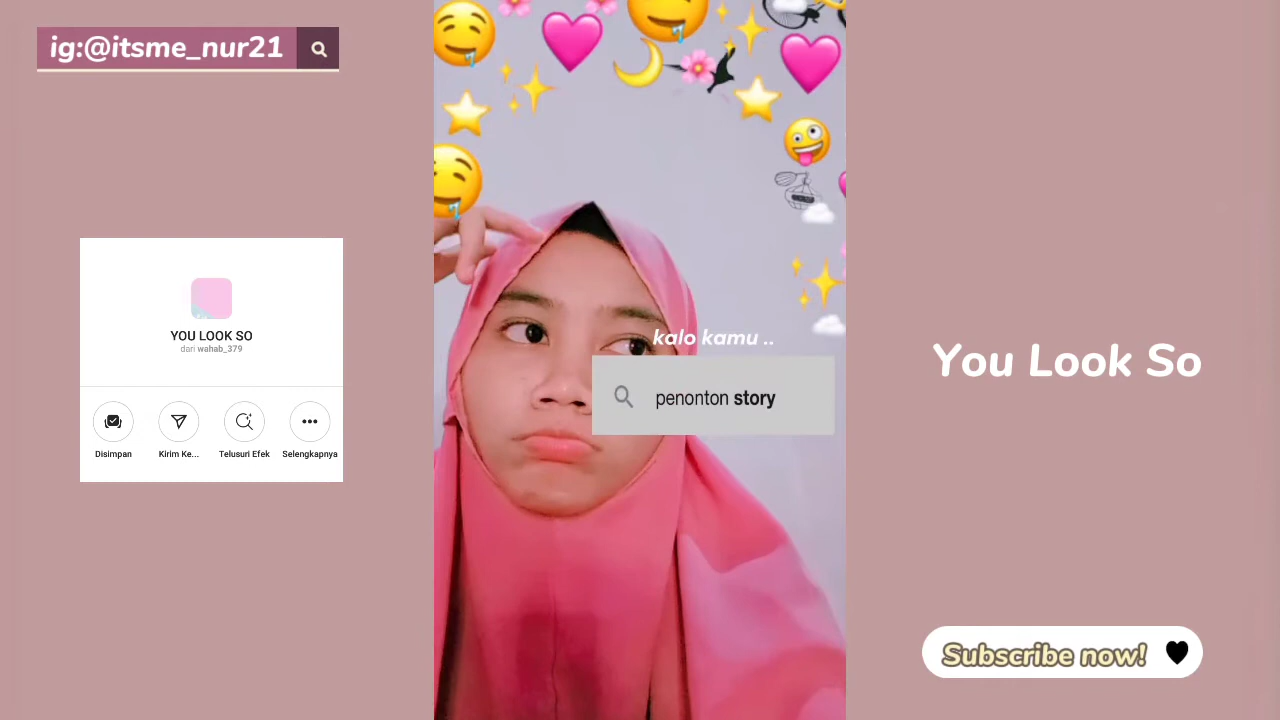 ig:@itsme_nur21
YOU LOOK SO
dari wahab_379
Disimpan
Kirim Ke...
Telusuri Efek
Selengkapnya
kalo kamu ..
penonton story
You Look So
Subscribe now!